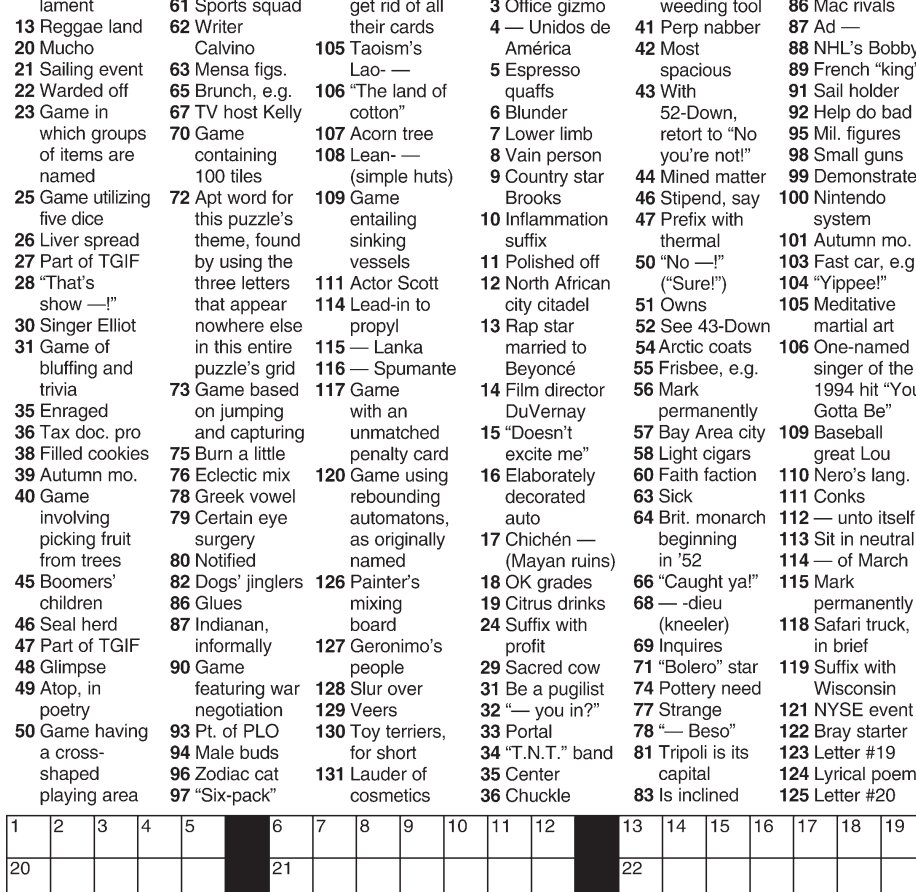 lament
13 Reggae land
20 Mucho
21 Sailing event
22 Warded off
23 Game in
which groups
of items are
named
25 Game utilizing
five dice
26 Liver spread
27 Part of TGIF
28 “That’s
show —!”
30 Singer Elliot
31 Game of
bluffing and
trivia
35 Enraged
36 Tax doc. pro
38 Filled cookies
39 Autumn mo.
40 Game
involving
picking fruit
from trees
45 Boomers’
children
46 Seal herd
47 Part of TGIF
48 Glimpse
49 Atop, in
poetry
50 Game having
a cross-
shaped
playing area
61 Sports squad
62 Writer
Calvino
63 Mensa figs.
65 Brunch, e.g.
67 TV host Kelly
70 Game
containing
100 tiles
72 Apt word for
this puzzle’s
theme, found
by using the
three letters
that appear
nowhere else
in this entire
puzzle’s grid
73 Game based
on jumping
and capturing
75 Burn a little
76 Eclectic mix
78 Greek vowel
79 Certain eye
surgery
80 Notified
82 Dogs’ jinglers
86 Glues
87 Indianan,
informally
90 Game
featuring war
negotiation
93 Pt. of PLO
94 Male buds
96 Zodiac cat
97 “Six-pack”
get rid of all
their cards
105 Taoism’s
Lao- —
106 “The land of
cotton”
107 Acorn tree
108 Lean- —
(simple huts)
109 Game
entailing
sinking
vessels
111 Actor Scott
114 Lead-in to
propyl
115 — Lanka
116 — Spumante
117 Game
with an
unmatched
penalty card
120 Game using
rebounding
automatons,
as originally
named
126 Painter’s
mixing
board
127 Geronimo’s
people
128 Slur over
129 Veers
130 Toy terriers,
for short
131 Lauder of
cosmetics
3 Office gizmo
4 — Unidos de
América
5 Espresso
quaffs
6 Blunder
7 Lower limb
8 Vain person
9 Country star
Brooks
10 Inflammation
suffix
11 Polished off
12 North African
city citadel
13 Rap star
married to
Beyoncé
14 Film director
DuVernay
15 “Doesn’t
excite me”
16 Elaborately
decorated
auto
17 Chichén —
(Mayan ruins)
18 OK grades
19 Citrus drinks
24 Suffix with
profit
29 Sacred cow
31 Be a pugilist
32 “— you in?”
33 Portal
34 “T.N.T.” band
35 Center
36 Chuckle
weeding tool
41 Perp nabber
42 Most
spacious
43 With
52-Down,
retort to “No
you’re not!”
44 Mined matter
46 Stipend, say
47 Prefix with
thermal
50 “No —!”
(“Sure!”)
51 Owns
52 See 43-Down
54 Arctic coats
55 Frisbee, e.g.
56 Mark
permanently
57 Bay Area city
58 Light cigars
60 Faith faction
63 Sick
64 Brit. monarch
beginning
in ’52
66 “Caught ya!”
68 — -dieu
(kneeler)
69 Inquires
71 “Bolero” star
74 Pottery need
77 Strange
78 “— Beso”
81 Tripoli is its
capital
83 Is inclined
86 Mac rivals
87 Ad —
88 NHL’s Bobby
89 French “king”
91 Sail holder
92 Help do bad
95 Mil. figures
98 Small guns
99 Demonstrate
100 Nintendo
system
101 Autumn mo.
103 Fast car, e.g
104 “Yippee!”
105 Meditative
martial art
106 One-named
singer of the
1994 hit “You
Gotta Be”
109 Baseball
great Lou
110 Nero’s lang.
111 Conks
112 — unto itself
113 Sit in neutral
114 — of March
115 Mark
permanently
118 Safari truck,
in brief
119 Suffix with
Wisconsin
121 NYSE event
122 Bray starter
123 Letter #19
124 Lyrical poem
125 Letter #20
1 2 3 4 5 6 7 8 9 10 11 12 13 14 15 16 17 18 19
20 21 22